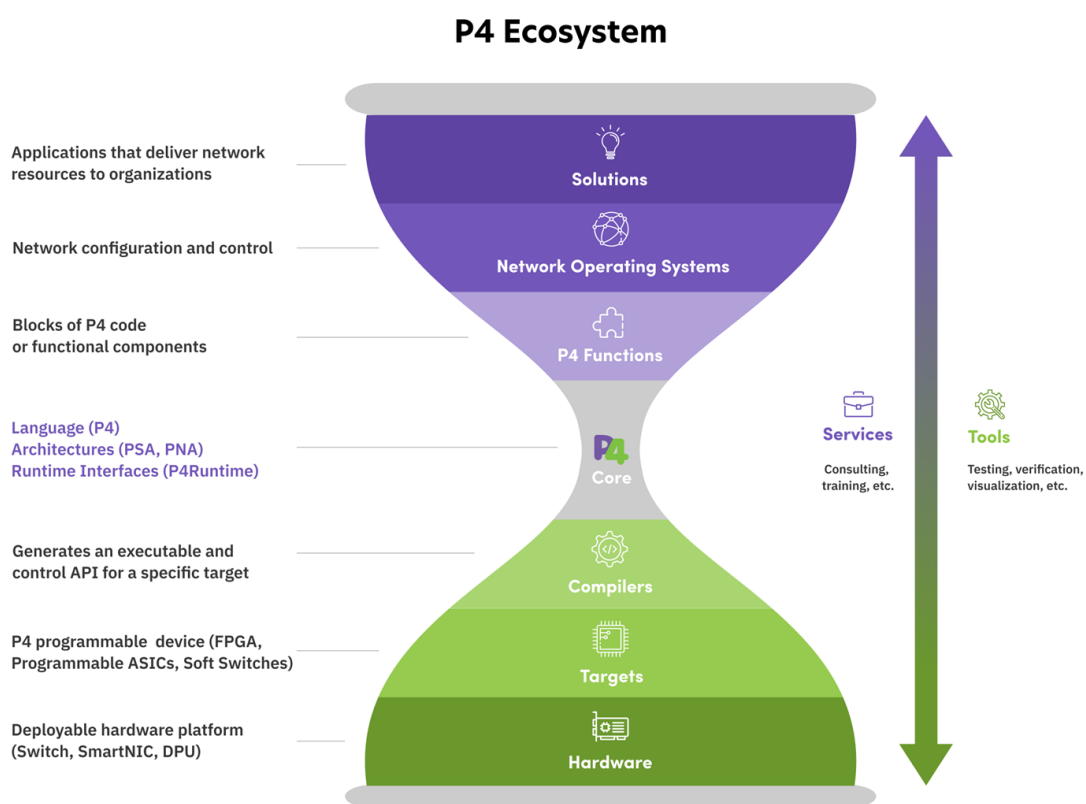 P4 Ecosystem
Applications that deliver network
resources to organizations
Solutions
Network configuration and control
Network Operating Systems
Blocks of P4 code
or functional components
P4 Functions
Language (P4)
Architectures (PSA, PNA)
Runtime Interfaces (P4Runtime)
P4
Core
Services
Consulting,
training, etc.
Tools
Testing, verification,
visualization, etc.
Generates an executable and
control API for a specific target
</>
Compilers
P4 programmable device (FPGA,
Programmable ASICs, Soft Switches)
Targets
Deployable hardware platform
(Switch, SmartNIC, DPU)
Hardware